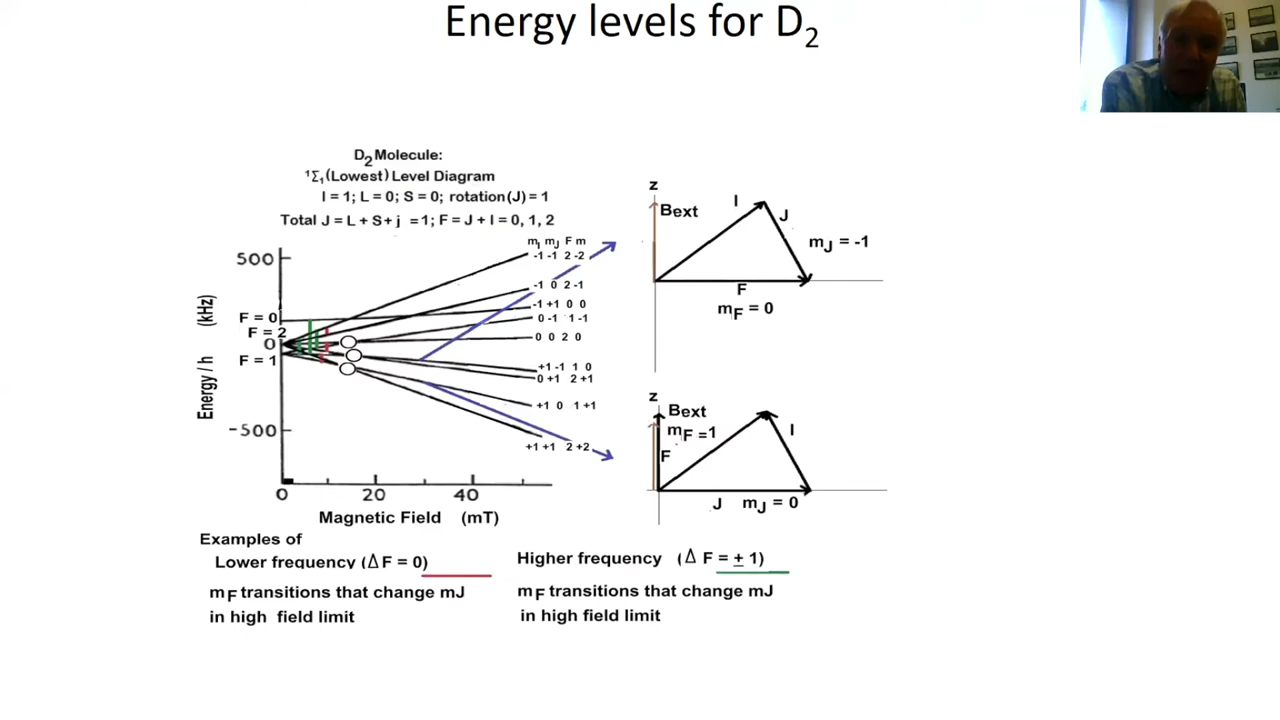 Energy levels for D2
D2 Molecule:
¹Σ1(Lowest) Level Diagram
I = 1; L = 0; S = 0; rotation(J) = 1
Total J = L + S + j = 1; F = J + I = 0, 1, 2
mI mJ F m
-1 -1 2 -2
-1 0 2 -1
-1 +1 0 0
0 -1 1 -1
0 0 2 0
+1 -1 1 0
0 +1 2 +1
+1 0 1 +1
+1 +1 2 +2
500
F = 0
F = 2
0
F = 1
-500
Energy / h (kHz)
0 20 40
Magnetic Field (mT)
z
Bext
I
J
mJ = -1
F
mF = 0
z
Bext
mF =1
F
I
J mJ = 0
Examples of
Lower frequency (Δ F = 0)
mF transitions that change mJ
in high field limit
Higher frequency (Δ F = ± 1)
mF transitions that change mJ
in high field limit